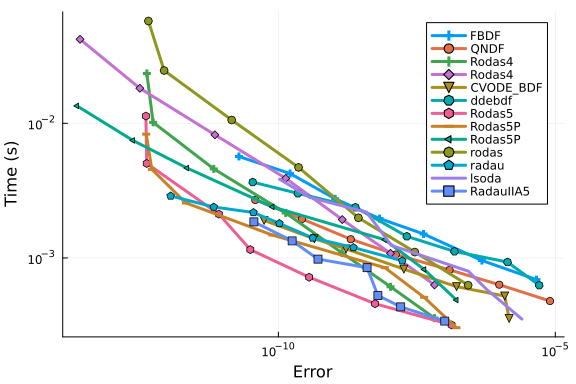 FBDF
QNDF
Rodas4
Rodas4
CVODE_BDF
ddebdf
Rodas5
Rodas5P
Rodas5P
rodas
radau
lsoda
RadauIIA5
Time (s)
10⁻²
10⁻³
10⁻¹⁰
10⁻⁵
Error